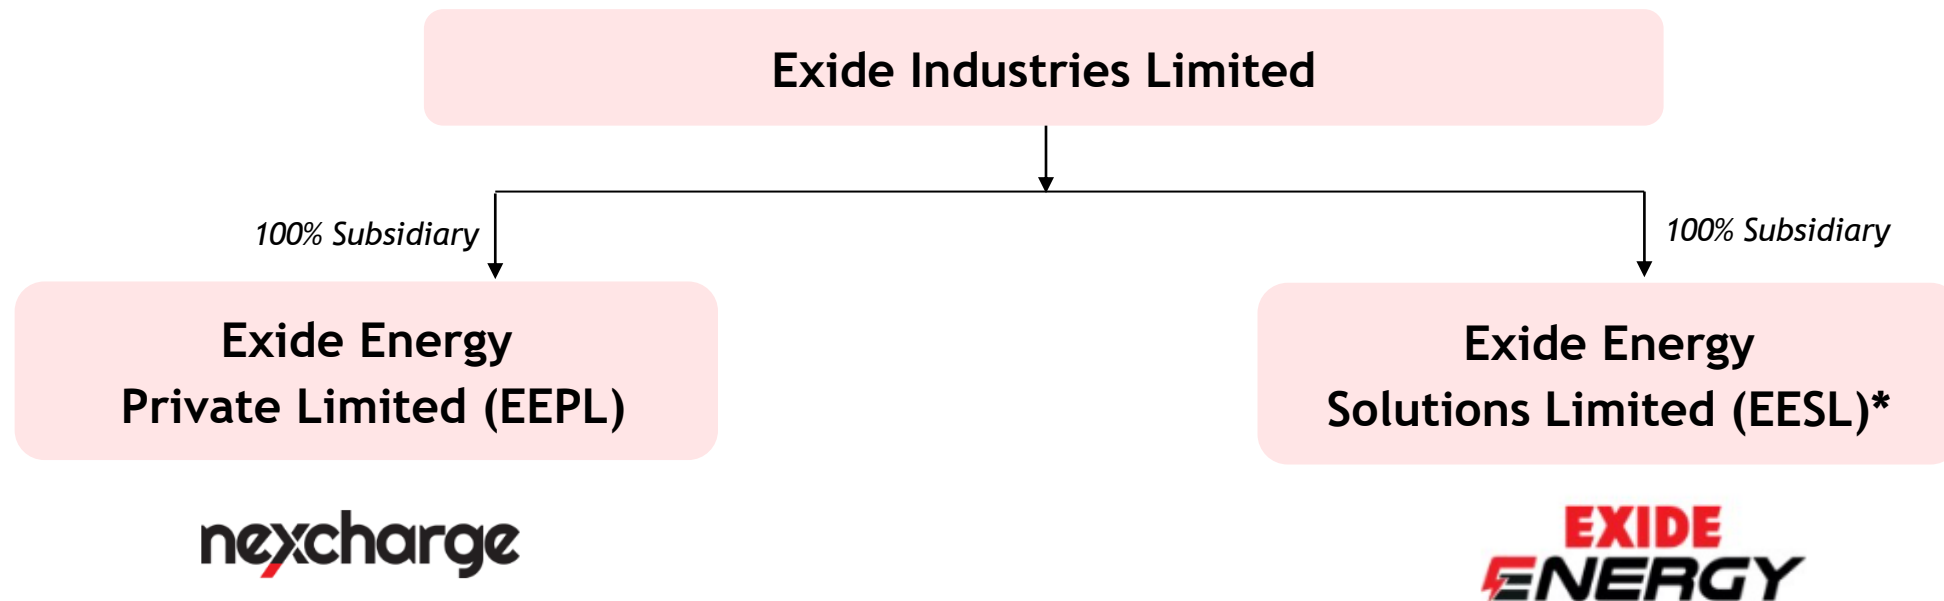 Exide Industries Limited
100% Subsidiary
100% Subsidiary
Exide Energy
Private Limited (EEPL)
Exide Energy
Solutions Limited (EESL)*
nexcharge
EXIDE
ENERGY